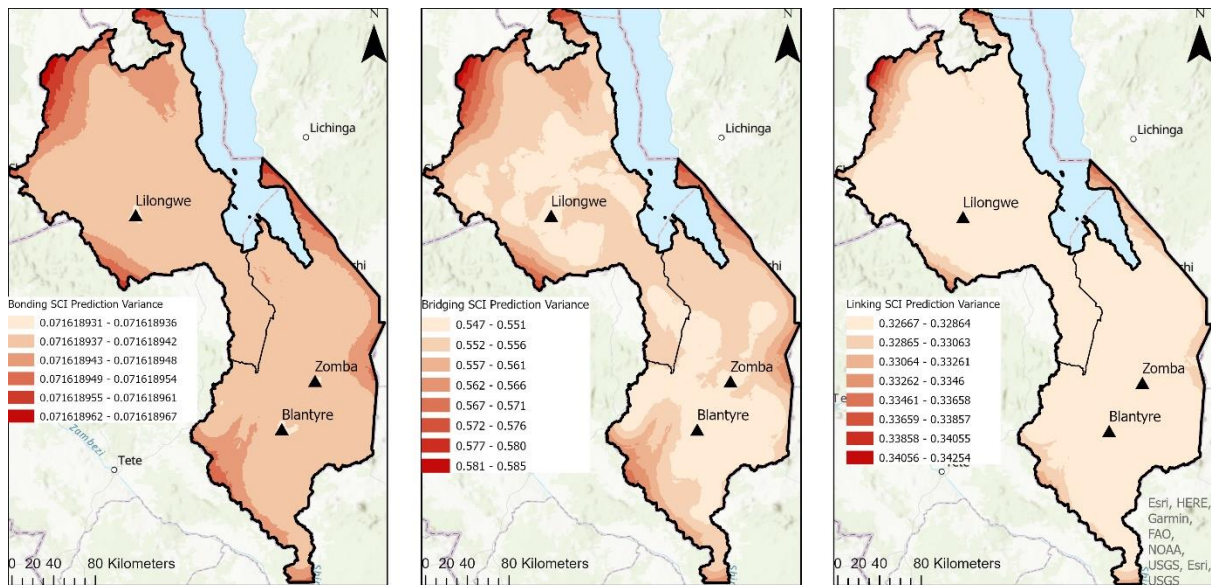 N
Lichinga
Lilongwe
hi
Bonding SCI Prediction Variance
0.071618931 - 0.071618936
0.071618937 - 0.071618942
0.071618943 - 0.071618948
0.071618949 - 0.071618954
0.071618955 - 0.071618961
0.071618962 - 0.071618967
Zomba
Blantyre
Zambezi
Tete
0 20 40 80 Kilometers
N
Lichinga
Lilongwe
hi
Bridging SCI Prediction Variance
0.547 - 0.551
0.552 - 0.556
0.557 - 0.561
0.562 - 0.566
0.567 - 0.571
0.572 - 0.576
0.577 - 0.580
0.581 - 0.585
Zomba
Blantyre
0 20 40 80 Kilometers
N
Lichinga
Lilongwe
Linking SCI Prediction Variance
0.32667 - 0.32864
0.32865 - 0.33063
0.33064 - 0.33261
0.33262 - 0.3346
0.33461 - 0.33658
0.33659 - 0.33857
0.33858 - 0.34055
0.34056 - 0.34254
Zomba
Blantyre
0 20 40 80 Kilometers
Esri, HERE,
Garmin,
FAO,
NOAA,
USGS, Esri,
USGS